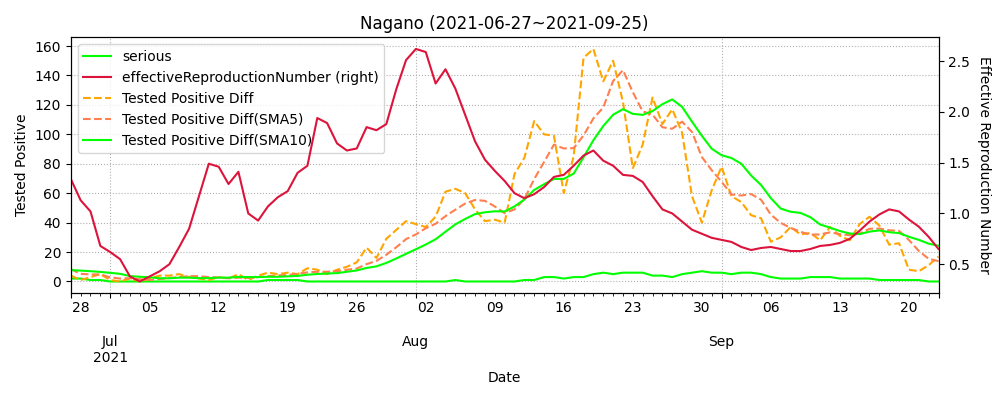 Nagano (2021-06-27~2021-09-25)
serious
effectiveReproductionNumber (right)
Tested Positive Diff
Tested Positive Diff(SMA5)
Tested Positive Diff(SMA10)
Tested Positive
160
140
120
100
80
60
40
20
0
Effective Reproduction Number
2.5
2.0
1.5
1.0
0.5
28 05 12 19 26 02 09 16 23 30 06 13 20
Jul Aug Sep
2021
Date